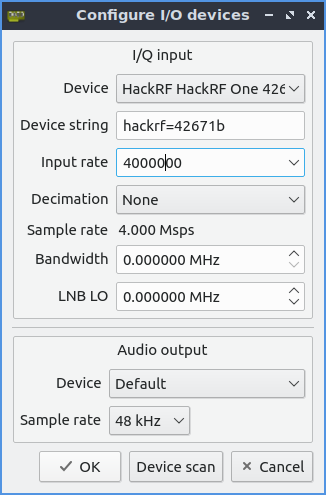 Configure I/O devices
I/Q input
Device HackRF HackRF One 426
Device string hackrf=42671b
Input rate 4000000
Decimation None
Sample rate 4.000 Msps
Bandwidth 0.000000 MHz
LNB LO 0.000000 MHz
Audio output
Device Default
Sample rate 48 kHz
OK Device scan Cancel